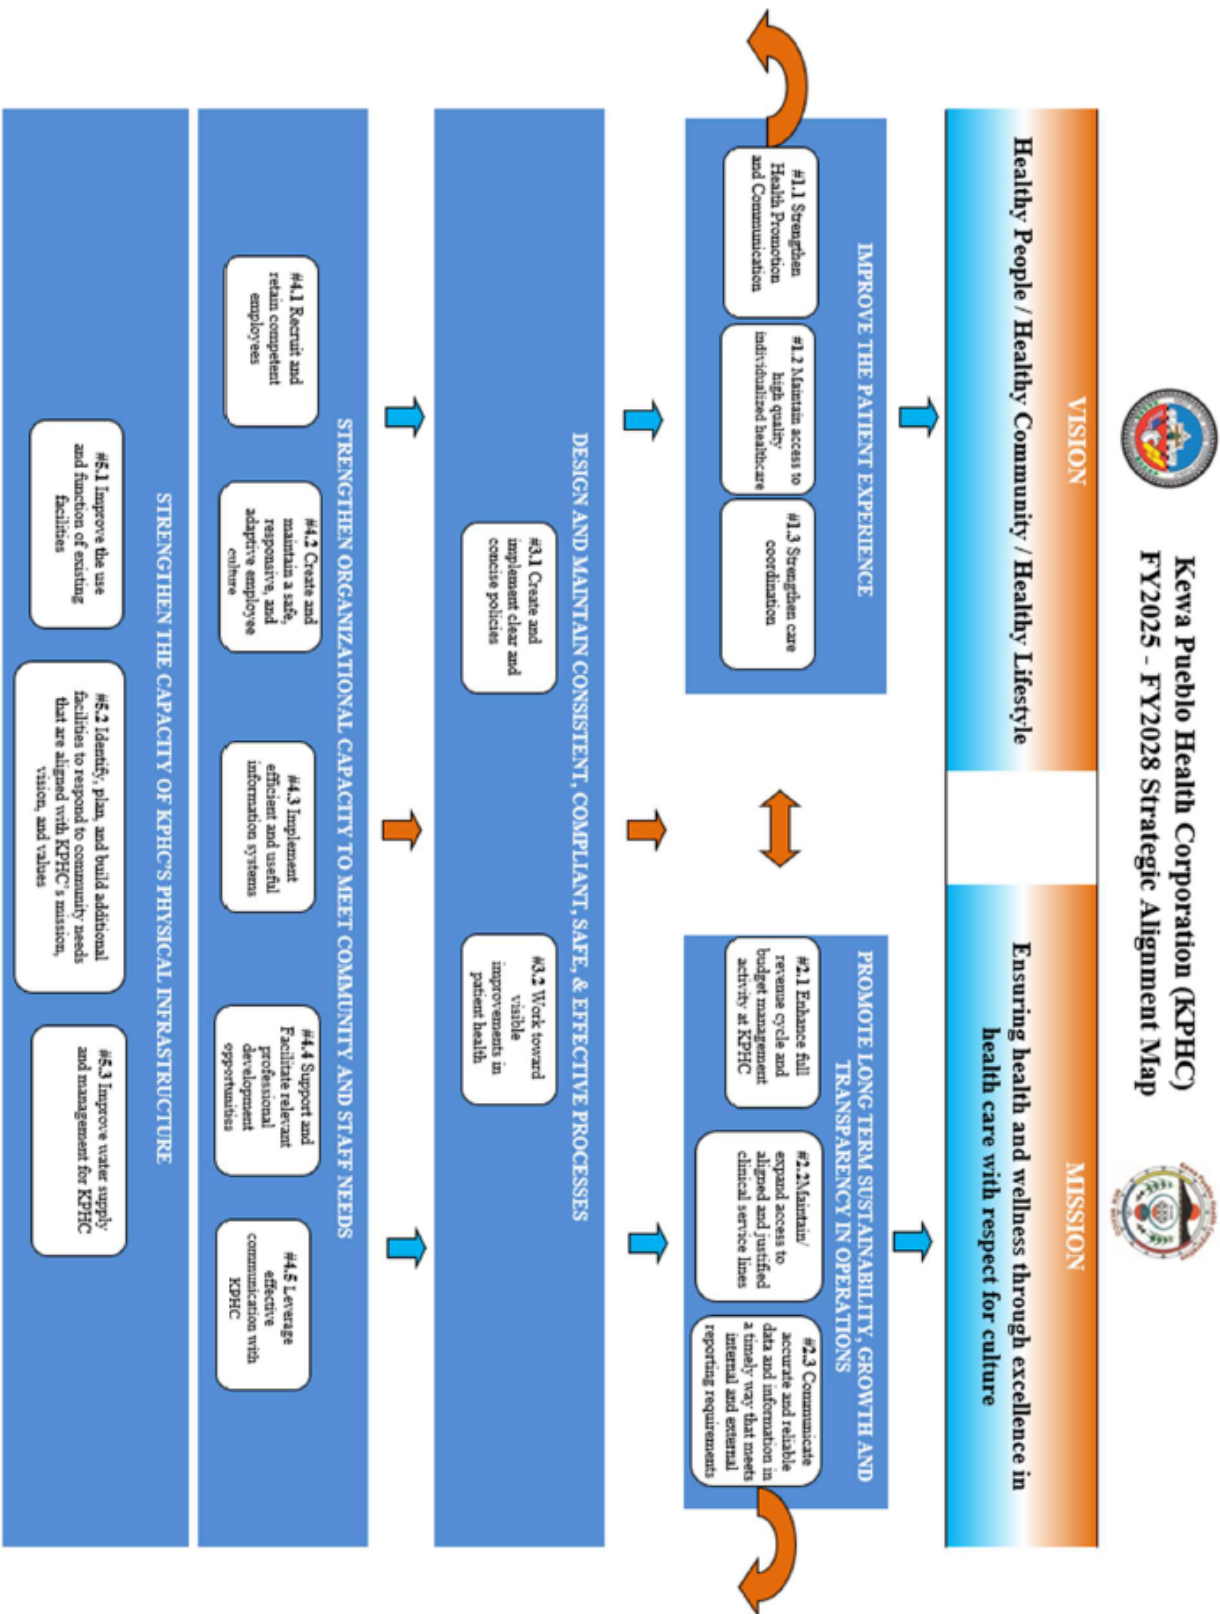 Kewa Pueblo Health Corporation (KPHC)
FY2025 - FY2028 Strategic Alignment Map
VISION
Healthy People / Healthy Community / Healthy Lifestyle
MISSION
Ensuring health and wellness through excellence in
health care with respect for culture
IMPROVE THE PATIENT EXPERIENCE
#1.1 Strengthen
Health Promotion
and Communication
#1.2 Maintain access to
high quality
individualized healthcare
#1.3 Strengthen care
coordination
PROMOTE LONG TERM SUSTAINABILITY, GROWTH AND
TRANSPARENCY IN OPERATIONS
#2.1 Enhance full
revenue cycle and
budget management
activity at KPHC
#2.2Maintain/
expand access to
aligned and justified
clinical service lines
#2.3 Communicate
accurate and reliable
data and information in
a timely way that meets
internal and external
reporting requirements
DESIGN AND MAINTAIN CONSISTENT, COMPLIANT, SAFE, & EFFECTIVE PROCESSES
#3.1 Create and
implement clear and
concise policies
#3.2 Work toward
visible
improvements in
patient health
STRENGTHEN ORGANIZATIONAL CAPACITY TO MEET COMMUNITY AND STAFF NEEDS
#4.1 Recruit and
retain competent
employees
#4.2 Create and
maintain a safe,
responsive, and
adaptive employee
culture
#4.3 Implement
efficient and useful
information systems
#4.4 Support and
Facilitate relevant
professional
development
opportunities
#4.5 Leverage
effective
communication with
KPHC
STRENGTHEN THE CAPACITY OF KPHC'S PHYSICAL INFRASTRUCTURE
#5.1 Improve the use
and function of existing
facilities
#5.2 Identify, plan, and build additional
facilities to respond to community needs
that are aligned with KPHC's mission,
vision, and values
#5.3 Improve water supply
and management for KPHC